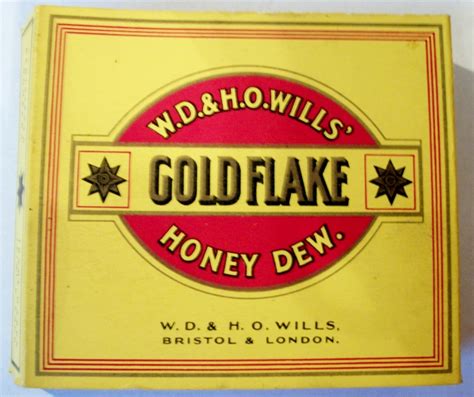 W.D.&H.O.WILLS'
GOLD FLAKE
HONEY DEW.
W. D. & H. O. WILLS,
BRISTOL & LONDON.